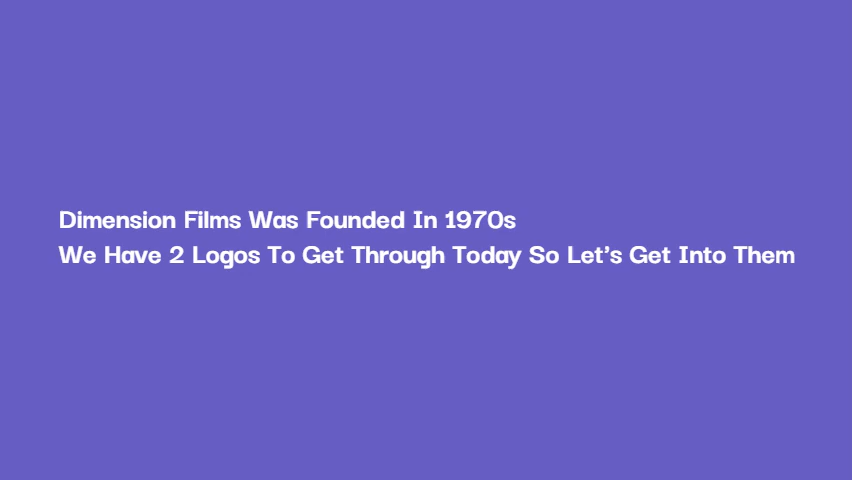 Dimension Films Was Founded In 1970s
We Have 2 Logos To Get Through Today So Let’s Get Into Them